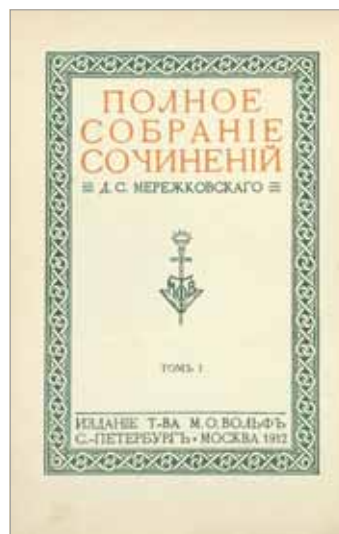 ПОЛНОЕ
СОБРАНІЕ
СОЧИНЕНІЙ
Д. С. МЕРЕЖКОВСКАГО
ТОМЪ I
ИЗДАНІЕ Т-ВА М.О.ВОЛЬФЪ
С.-ПЕТЕРБУРГЪ • МОСКВА 1912